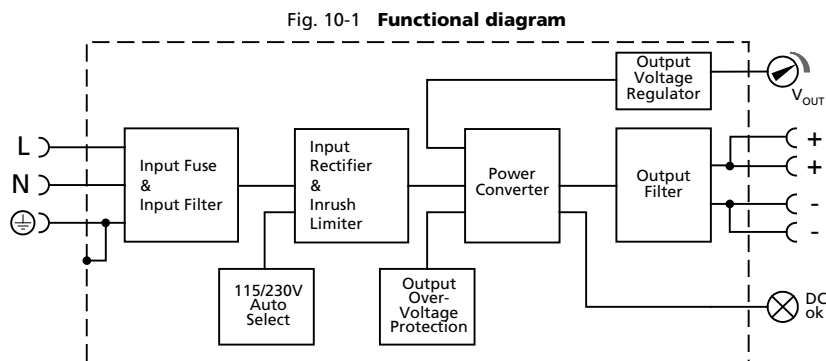 Fig. 10-1 Functional diagram
Output
Voltage
Regulator
V OUT
L
N
Input Fuse
&
Input Filter
Input
Rectifier
&
Inrush
Limiter
Power
Converter
Output
Filter
+
+
-
-
115/230V
Auto
Select
Output
Over-
Voltage
Protection
DC
ok